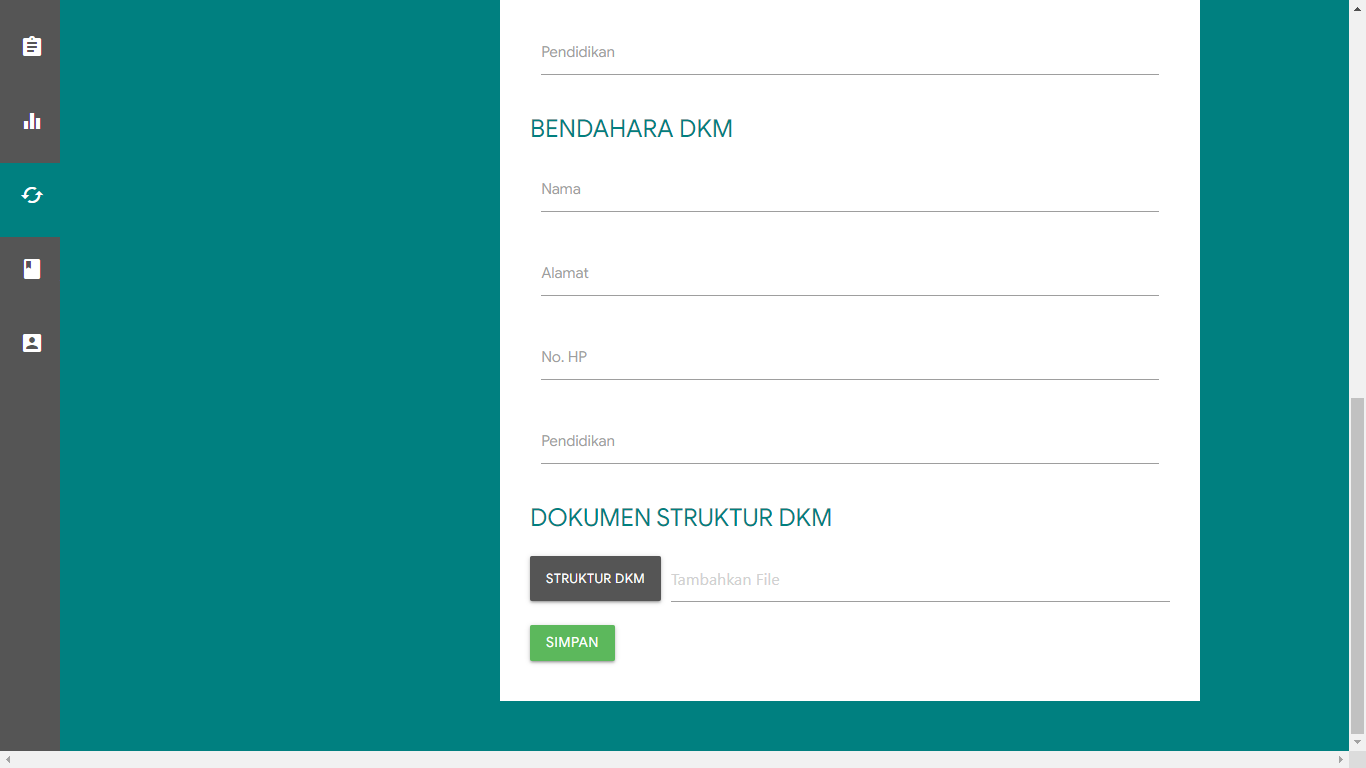 Pendidikan
BENDAHARA DKM
Nama
Alamat
No. HP
Pendidikan
DOKUMEN STRUKTUR DKM
STRUKTUR DKM Tambahkan File
SIMPAN